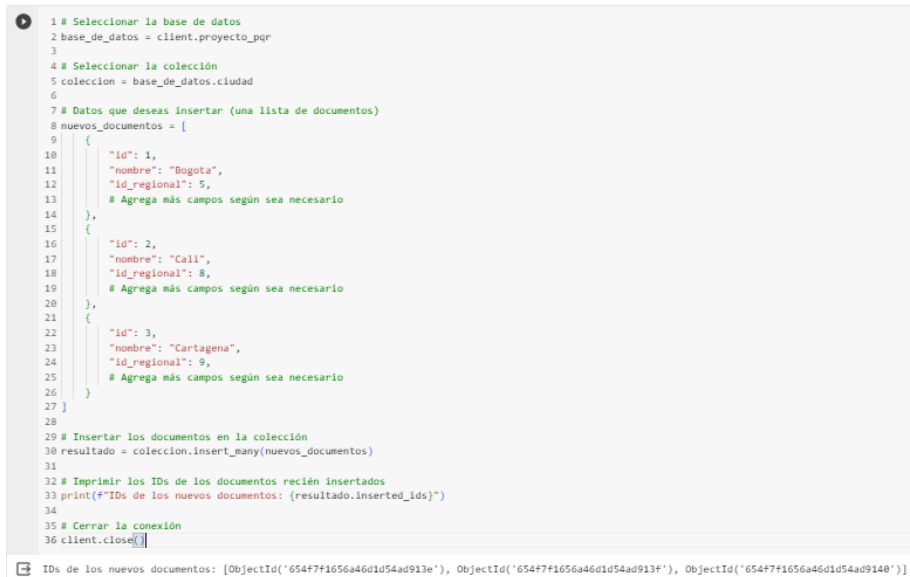 1 # Seleccionar la base de datos
2 base_de_datos = client.proyecto_pqr
3
4 # Seleccionar la colección
5 coleccion = base_de_datos.ciudad
6
7 # Datos que deseas insertar (una lista de documentos)
8 nuevos_documentos = [
9     {
10         "id": 1,
11         "nombre": "Bogota",
12         "id_regional": 5,
13         # Agrega más campos según sea necesario
14     },
15     {
16         "id": 2,
17         "nombre": "Cali",
18         "id_regional": 8,
19         # Agrega más campos según sea necesario
20     },
21     {
22         "id": 3,
23         "nombre": "Cartagena",
24         "id_regional": 9,
25         # Agrega más campos según sea necesario
26     }
27 ]
28
29 # Insertar los documentos en la colección
30 resultado = coleccion.insert_many(nuevos_documentos)
31
32 # Imprimir los IDs de los documentos recién insertados
33 print(f"IDs de los nuevos documentos: {resultado.inserted_ids}")
34
35 # Cerrar la conexión
36 client.close()
IDs de los nuevos documentos: [ObjectId('654f7f1656a46d1d54ad913e'), ObjectId('654f7f1656a46d1d54ad913f'), ObjectId('654f7f1656a46d1d54ad9140')]